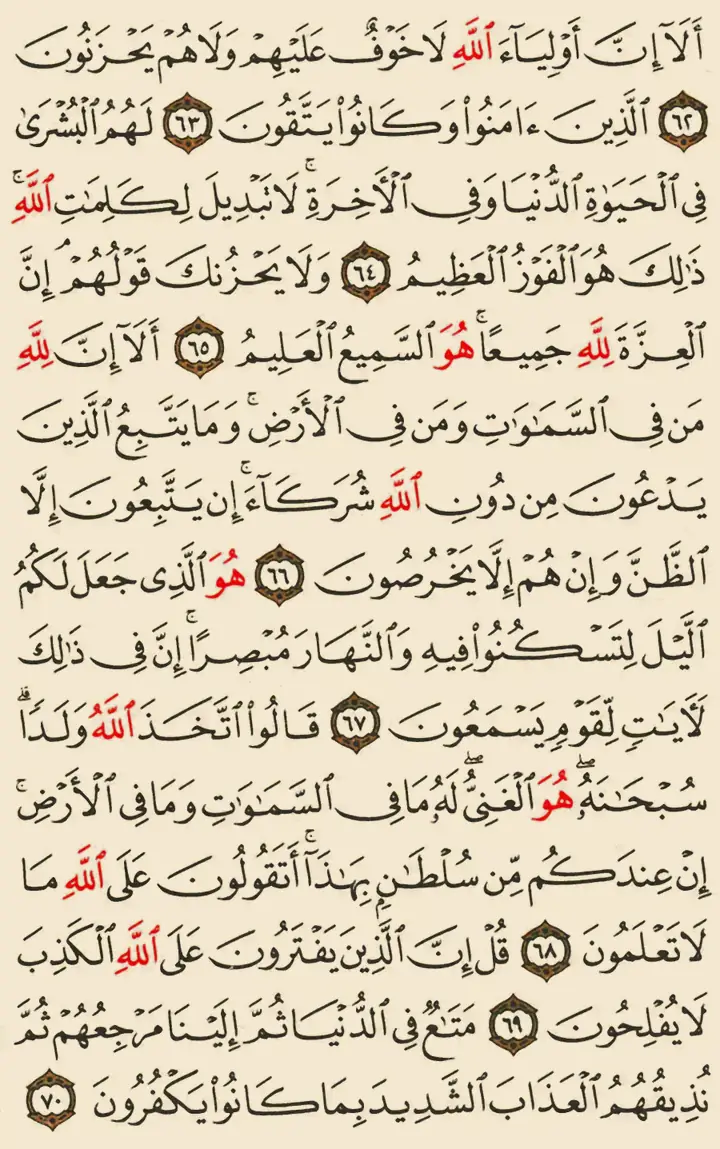 أَلَآ إِنَّ أَوْلِيَآءَ ٱللَّهِ لَا خَوْفٌ عَلَيْهِمْ وَلَا هُمْ يَحْزَنُونَ
٦٢ ٱلَّذِينَ ءَامَنُوا۟ وَكَانُوا۟ يَتَّقُونَ ٦٣ لَهُمُ ٱلْبُشْرَىٰ
فِى ٱلْحَيَوٰةِ ٱلدُّنْيَا وَفِى ٱلْأَخِرَةِ ۚ لَا تَبْدِيلَ لِكَلِمَٰتِ ٱللَّهِ ۚ
ذَٰلِكَ هُوَ ٱلْفَوْزُ ٱلْعَظِيمُ ٦٤ وَلَا يَحْزُنكَ قَوْلُهُمْ ۘ إِنَّ
ٱلْعِزَّةَ لِلَّهِ جَمِيعًا ۚ هُوَ ٱلسَّمِيعُ ٱلْعَلِيمُ ٦٥ أَلَآ إِنَّ لِلَّهِ
مَن فِى ٱلسَّمَٰوَٰتِ وَمَن فِى ٱلْأَرْضِ ۗ وَمَا يَتَّبِعُ ٱلَّذِينَ
يَدْعُونَ مِن دُونِ ٱللَّهِ شُرَكَآءَ ۚ إِن يَتَّبِعُونَ إِلَّا
ٱلظَّنَّ وَإِنْ هُمْ إِلَّا يَخْرُصُونَ ٦٦ هُوَ ٱلَّذِى جَعَلَ لَكُمُ
ٱلَّيْلَ لِتَسْكُنُوا۟ فِيهِ وَٱلنَّهَارَ مُبْصِرًا ۚ إِنَّ فِى ذَٰلِكَ
لَأَيَٰتٍ لِّقَوْمٍ يَسْمَعُونَ ٦٧ قَالُوا۟ ٱتَّخَذَ ٱللَّهُ وَلَدًا ۗ
سُبْحَٰنَهُۥ ۖ هُوَ ٱلْغَنِىُّ ۖ لَهُۥ مَا فِى ٱلسَّمَٰوَٰتِ وَمَا فِى ٱلْأَرْضِ ۚ
إِنْ عِندَكُم مِّن سُلْطَٰنٍۭ بِهَٰذَآ ۚ أَتَقُولُونَ عَلَى ٱللَّهِ مَا
لَا تَعْلَمُونَ ٦٨ قُلْ إِنَّ ٱلَّذِينَ يَفْتَرُونَ عَلَى ٱللَّهِ ٱلْكَذِبَ
لَا يُفْلِحُونَ ٦٩ مَتَٰعٌ فِى ٱلدُّنْيَا ثُمَّ إِلَيْنَا مَرْجِعُهُمْ ثُمَّ
نُذِيقُهُمُ ٱلْعَذَابَ ٱلشَّدِيدَ بِمَا كَانُوا۟ يَكْفُرُونَ ٧٠